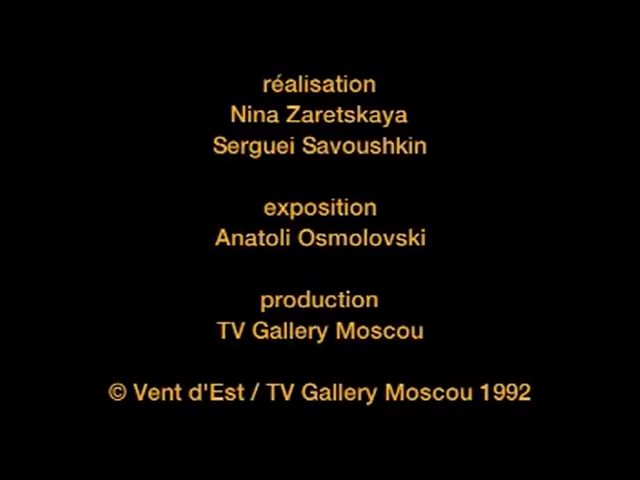 réalisation
Nina Zaretskaya
Serguei Savoushkin
exposition
Anatoli Osmolovski
production
TV Gallery Moscou
© Vent d'Est / TV Gallery Moscou 1992